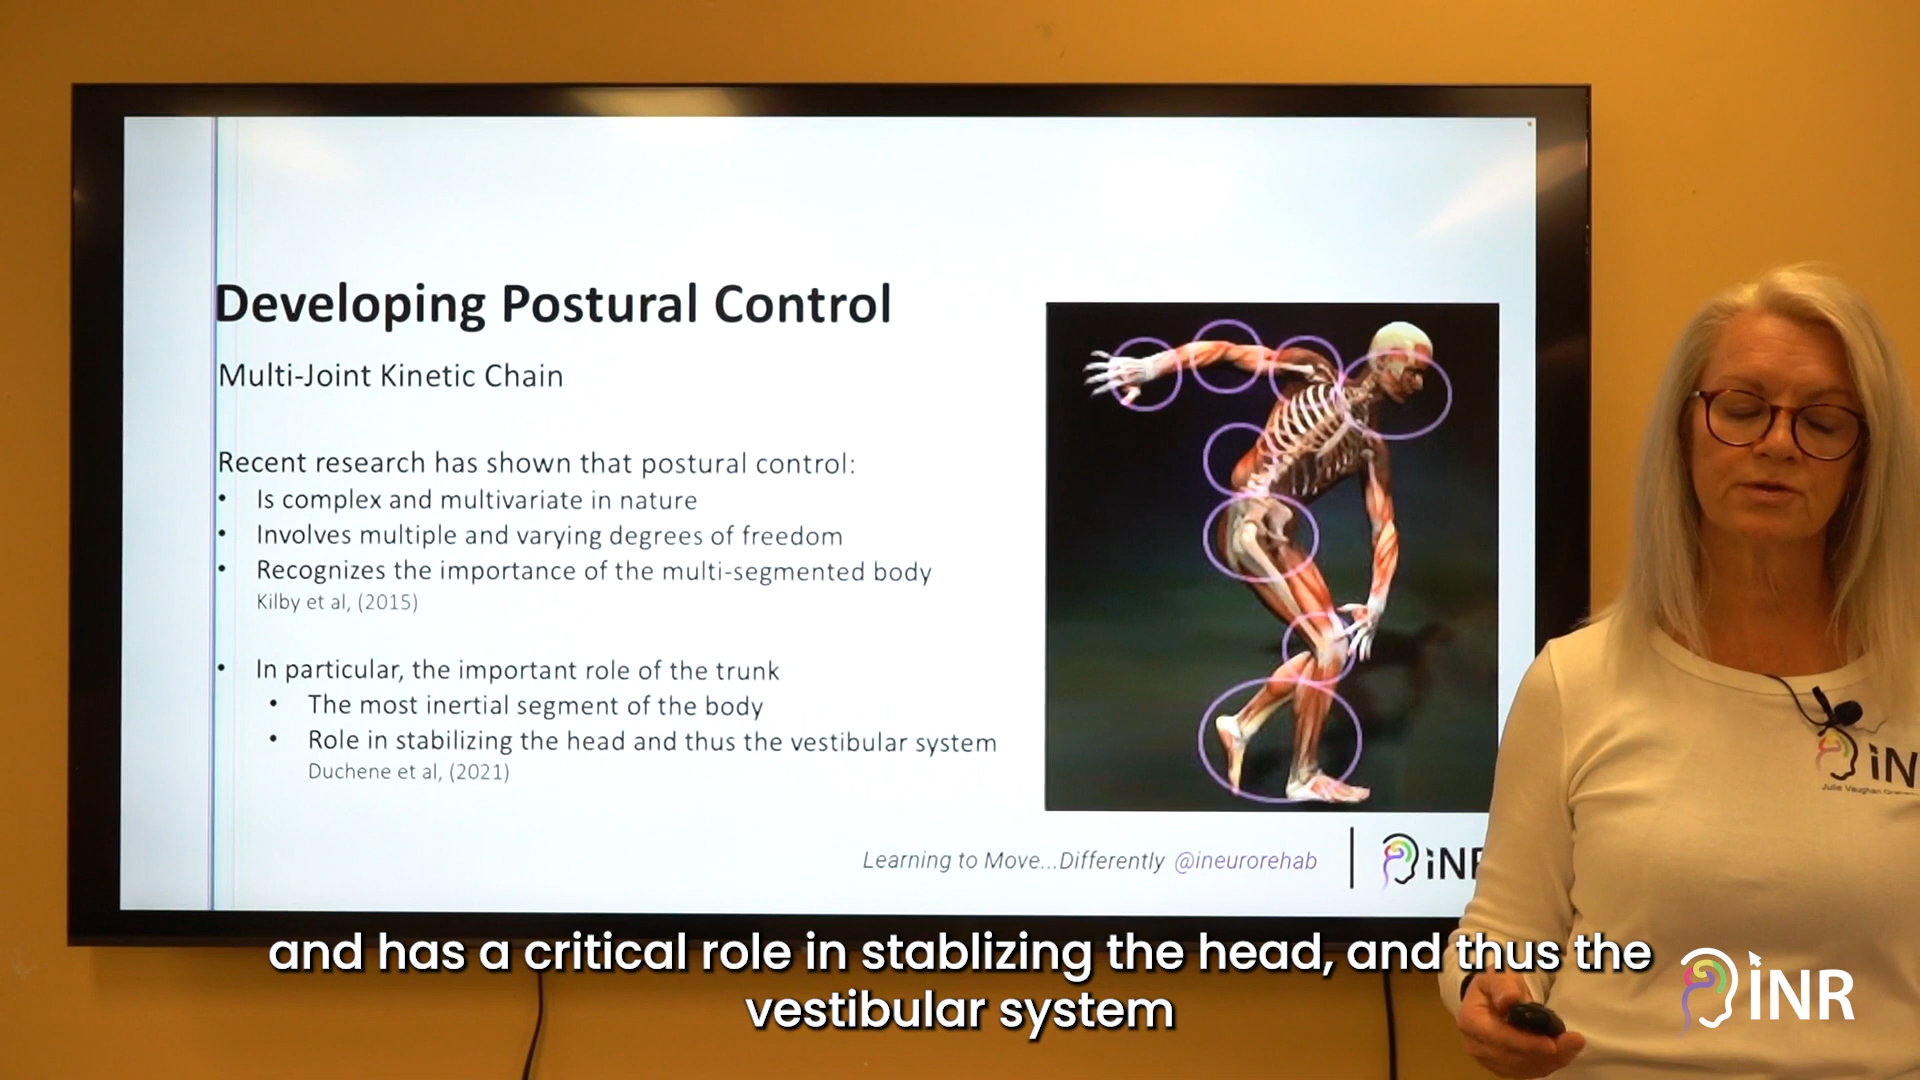 Developing Postural Control
Multi-Joint Kinetic Chain
Recent research has shown that postural control:
• Is complex and multivariate in nature
• Involves multiple and varying degrees of freedom
• Recognizes the importance of the multi-segmented body
Kilby et al, (2015)
• In particular, the important role of the trunk
• The most inertial segment of the body
• Role in stabilizing the head and thus the vestibular system
Duchene et al, (2021)
Learning to Move...Differently @ineurorehab
iNR
iN
Julie Vaughan
and has a critical role in stablizing the head, and thus the
vestibular system
iNR